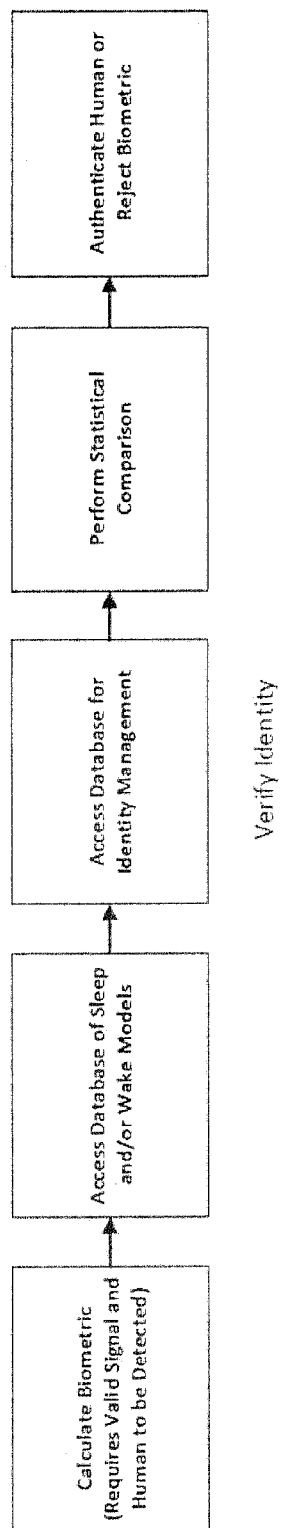 Calculate Biometric
(Requires Valid Signal and
Human to be Detected)
Access Database of Sleep
and/or Wake Models
Access Database for
Identity Management
Perform Statistical
Comparison
Authenticate Human or
Reject Biometric
Verify Identity